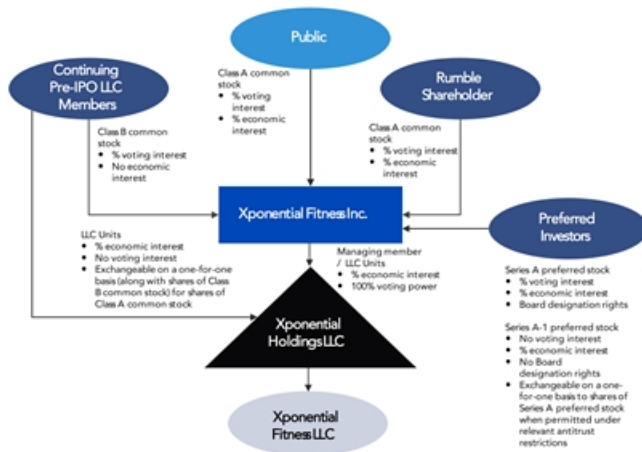 Public
Continuing
Pre-IPO LLC
Members
Rumble
Shareholder
Class A common
stock
• % voting
interest
• % economic
interest
Class B common
stock
• % voting interest
• No economic
interest
Class A common
stock
• % voting interest
• % economic interest
Xponential Fitness Inc.
Preferred
Investors
LLC Units
• % economic interest
• No voting interest
• Exchangeable on a one-for-one
basis (along with shares of Class
B common stock) for shares of
Class A common stock
Managing member
/ LLC Units
• % economic interest
• 100% voting power
Series A preferred stock
• % voting interest
• % economic interest
• Board designation rights
Series A-1 preferred stock
• No voting interest
• % economic interest
• No Board
designation rights
• Exchangeable on a one-
for-one basis to shares of
Series A preferred stock
when permitted under
relevant antitrust
restrictions
Xponential
Holdings LLC
Xponential
Fitness LLC